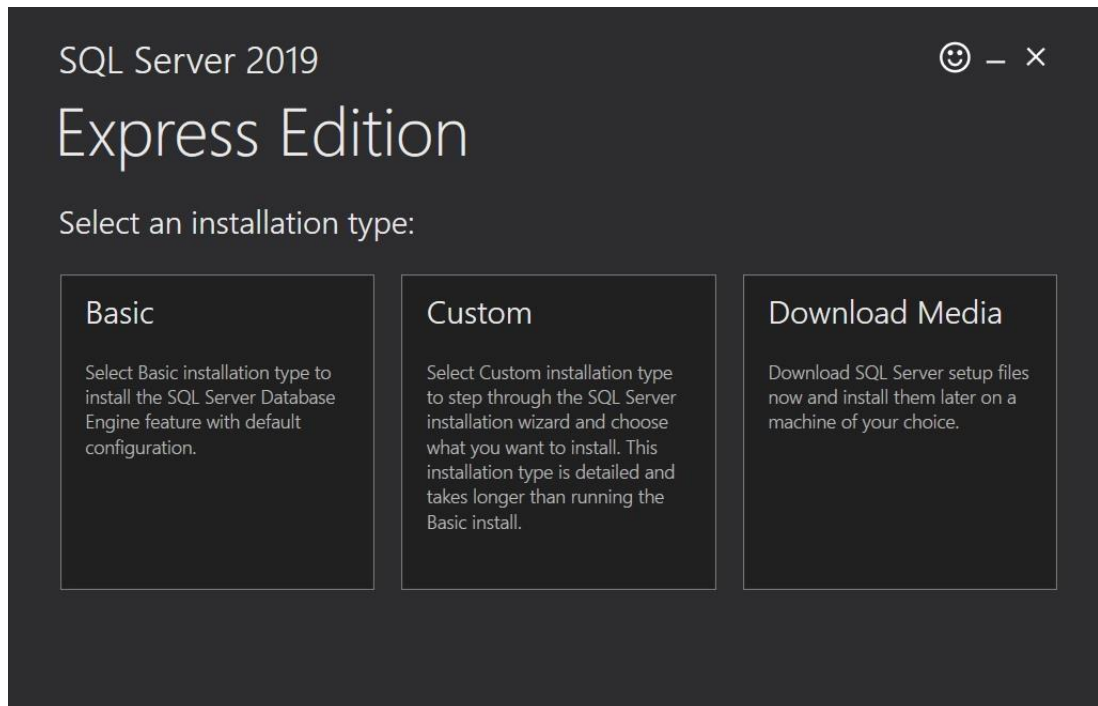 SQL Server 2019
Express Edition
Select an installation type:
Basic
Select Basic installation type to
install the SQL Server Database
Engine feature with default
configuration.
Custom
Select Custom installation type
to step through the SQL Server
installation wizard and choose
what you want to install. This
installation type is detailed and
takes longer than running the
Basic install.
Download Media
Download SQL Server setup files
now and install them later on a
machine of your choice.